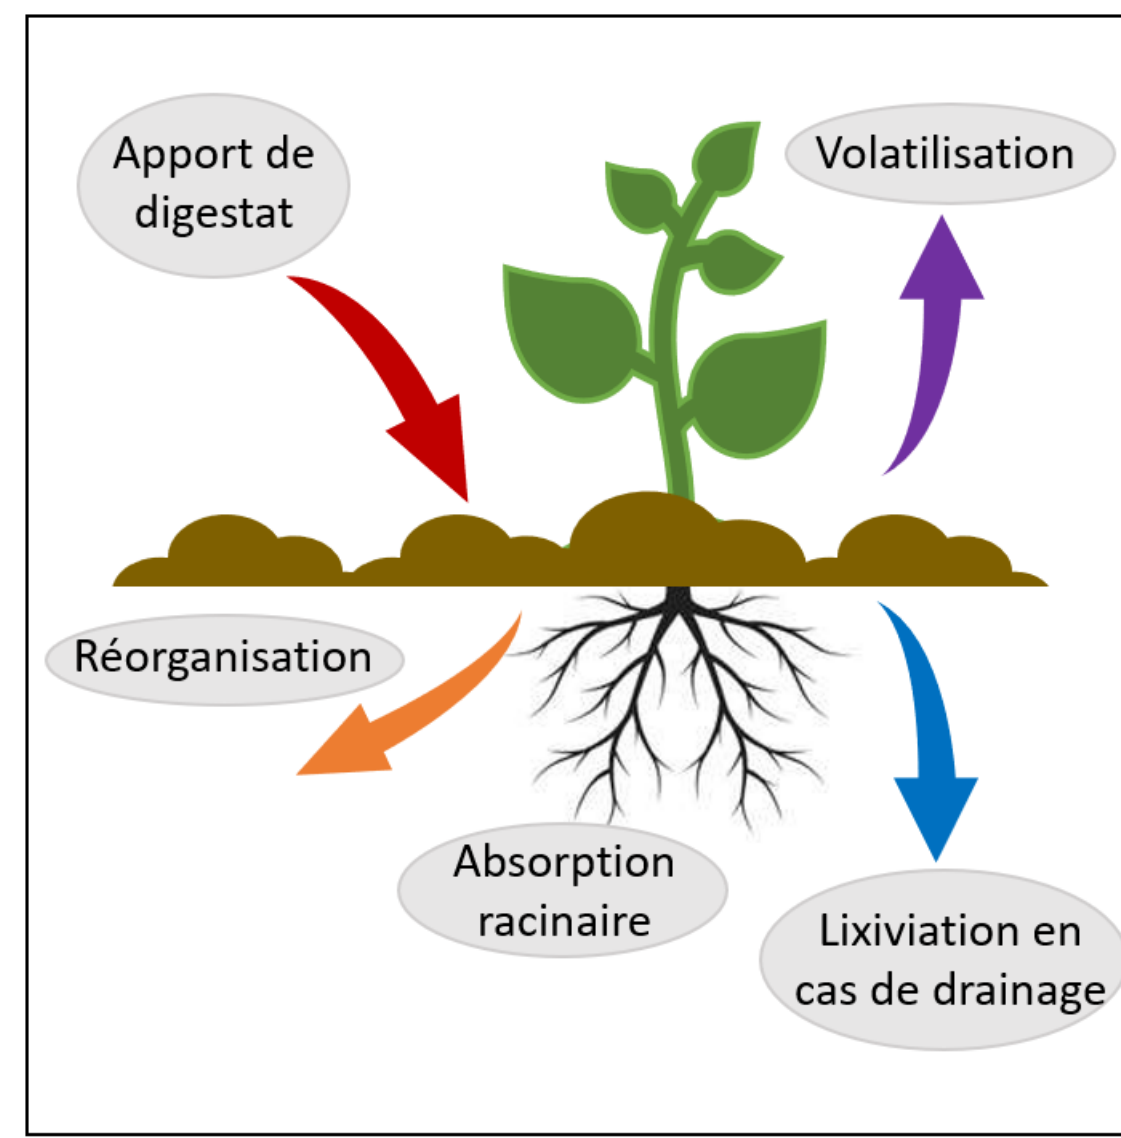 Apport de
digestat
Volatilisation
Réorganisation
Absorption
racinaire
Lixiviation en
cas de drainage